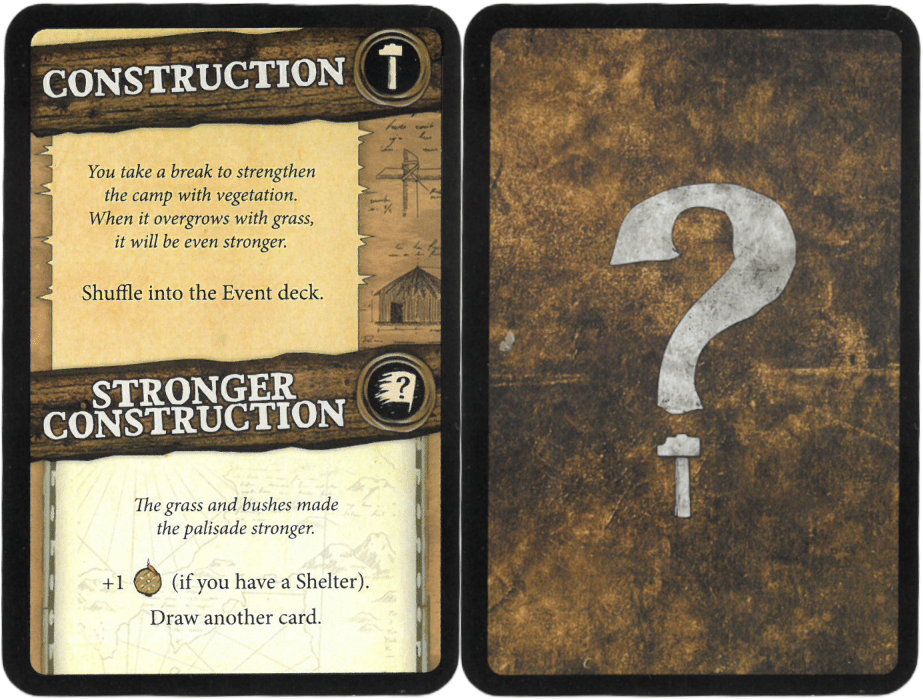 CONSTRUCTION
You take a break to strengthen
the camp with vegetation.
When it overgrows with grass,
it will be even stronger.
Shuffle into the Event deck.
STRONGER
CONSTRUCTION
?
The grass and bushes made
the palisade stronger.
+1 (if you have a Shelter).
Draw another card.
?